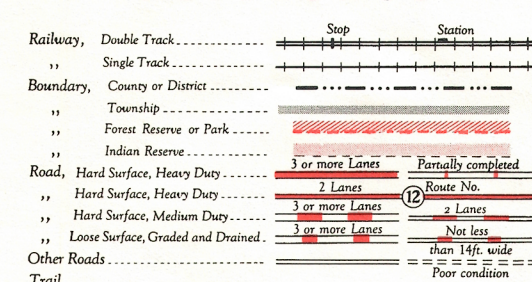 Stop Station
Railway, Double Track
,, Single Track
Boundary, County or District
,, Township
,, Forest Reserve or Park
,, Indian Reserve
3 or more Lanes Partially completed
Road, Hard Surface, Heavy Duty
2 Lanes Route No.
,, Hard Surface, Heavy Duty 12
3 or more Lanes 2 Lanes
,, Hard Surface, Medium Duty
3 or more Lanes Not less
,, Loose Surface, Graded and Drained
than 14ft. wide
Other Roads
Poor condition
Trail